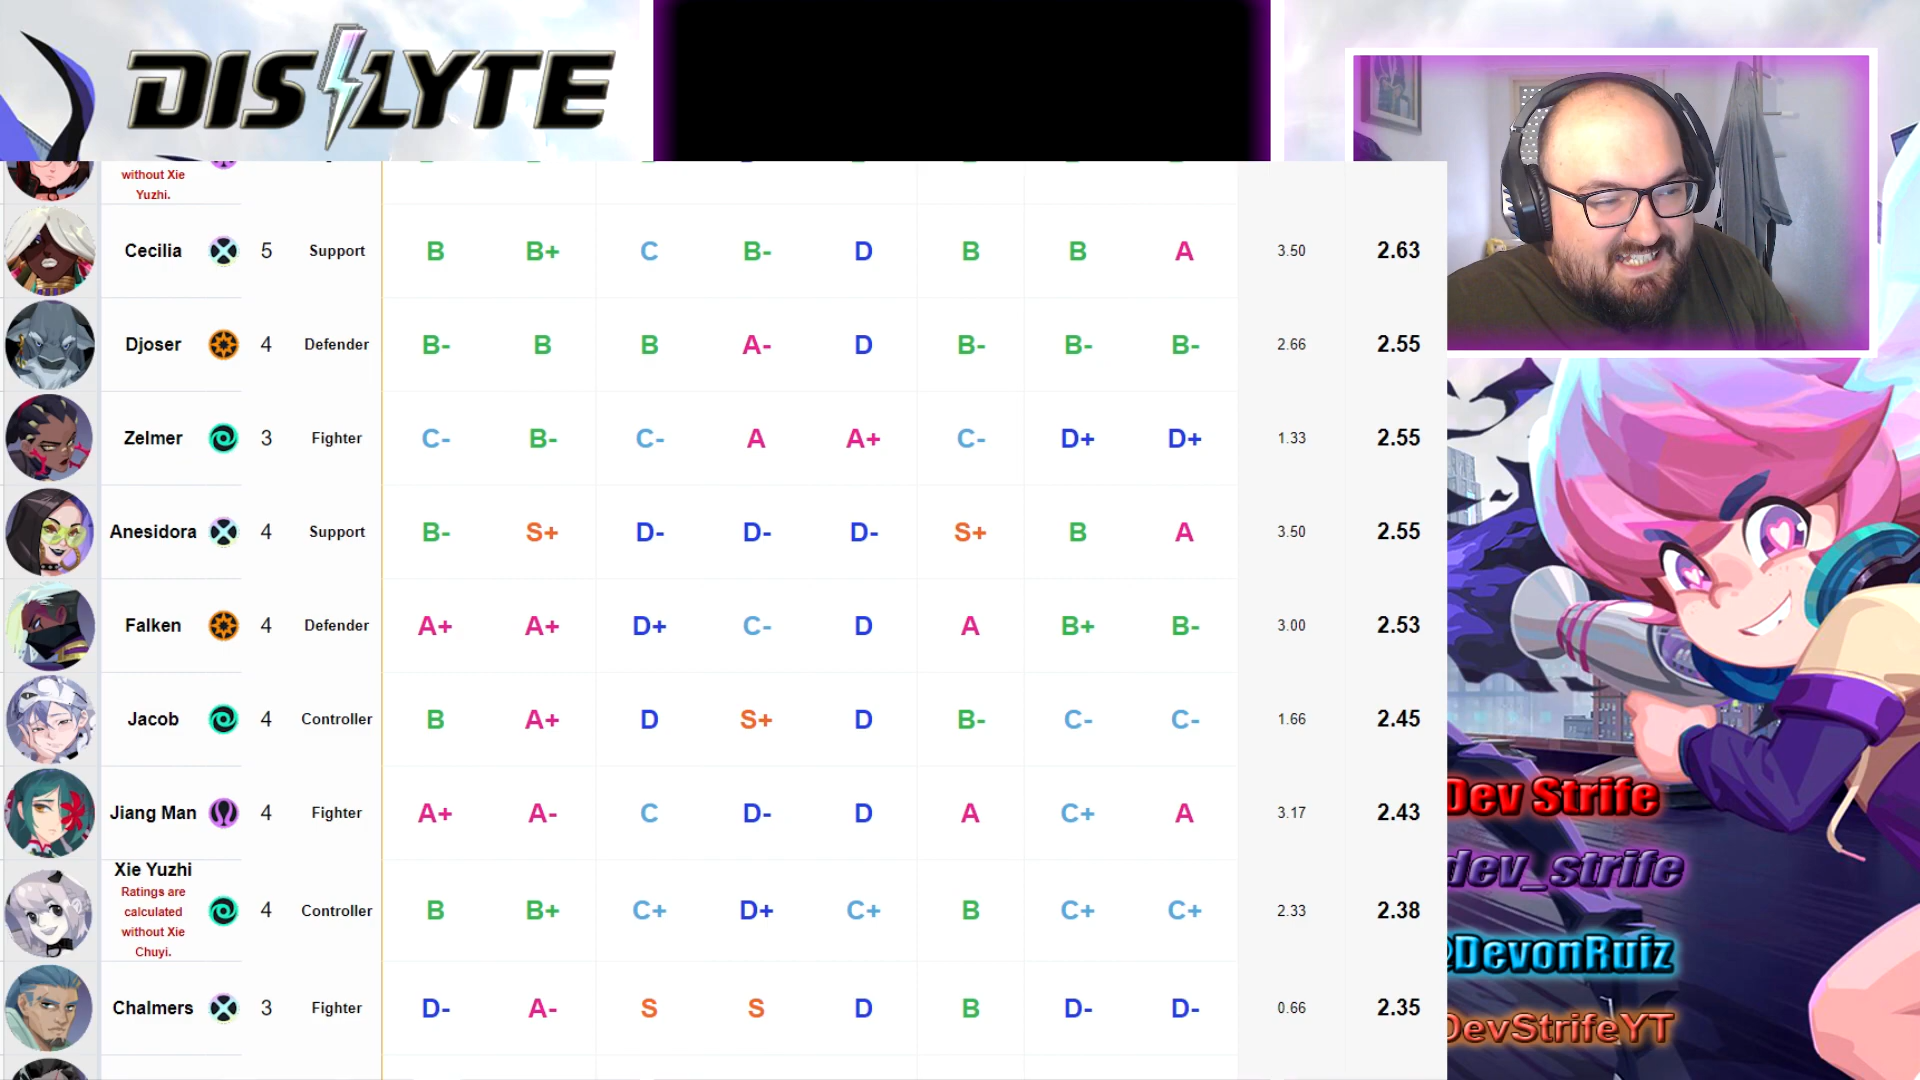 DISLYTE
without Xie
Yuzhi.
Cecilia 5 Support B B+ C B- D B B A 3.50 2.63
Djoser 4 Defender B- B B A- D B- B- B- 2.66 2.55
Zelmer 3 Fighter C- B- C- A A+ C- D+ D+ 1.33 2.55
Anesidora 4 Support B- S+ D- D- D- S+ B A 3.50 2.55
Falken 4 Defender A+ A+ D+ C- D A B+ B- 3.00 2.53
Jacob 4 Controller B A+ D S+ D B- C- C- 1.66 2.45
Jiang Man 4 Fighter A+ A- C D- D A C+ A 3.17 2.43
Xie Yuzhi
Ratings are
calculated
without Xie
Chuyi.
4 Controller B B+ C+ D+ C+ B C+ C+ 2.33 2.38
Chalmers 3 Fighter D- A- S S D B D- D- 0.66 2.35
Dev Strife
dev_strife
@DevonRuiz
DevStrifeYT